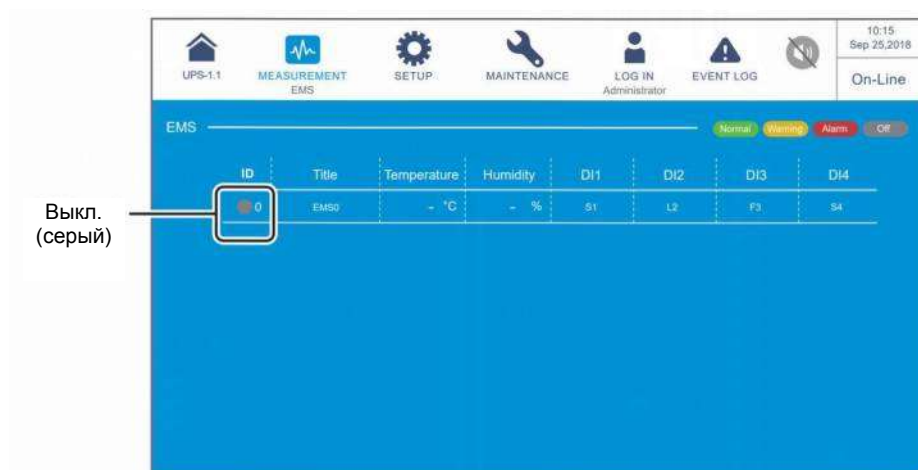 UPS-1.1
MEASUREMENT
EMS
SETUP
MAINTENANCE
LOG IN
Administrator
EVENT LOG
10:15
Sep 25,2018
On-Line
EMS
Normal
Warning
Alarm
Off
ID
Title
Temperature
Humidity
DI1
DI2
DI3
DI4
0
EMS0
- °C
- %
S1
L2
F3
S4
Выкл.
(серый)